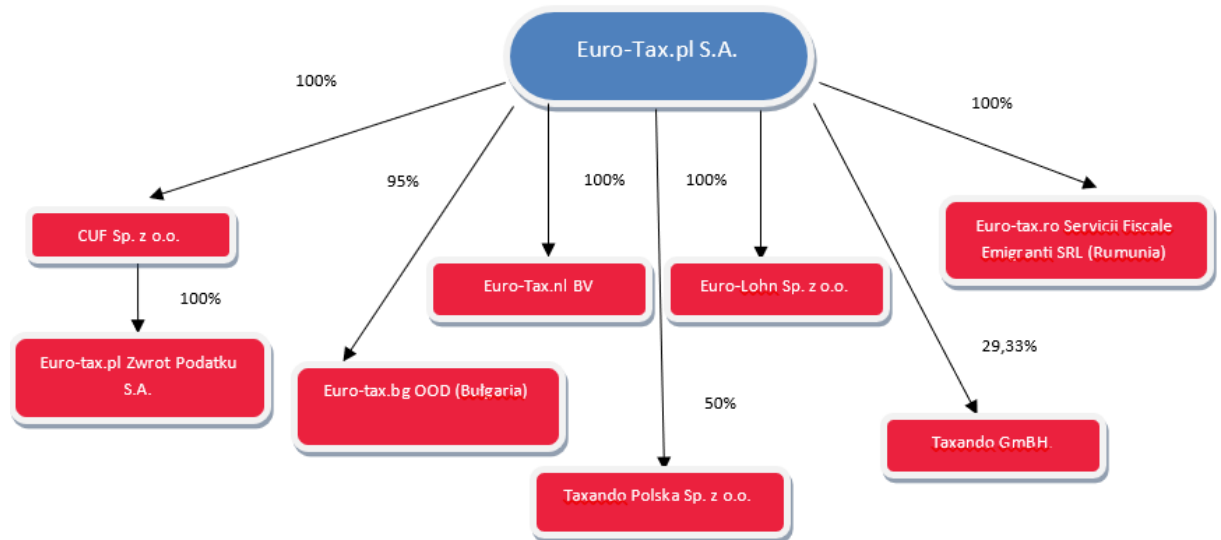 Euro-Tax.pl S.A.
100%
100%
95%
100%
100%
CUF Sp. z o.o.
Euro-tax.ro Servicii Fiscale
Emigranti SRL (Rumunia)
Euro-Tax.nl BV
Euro-Lohn Sp. z o.o.
100%
29,33%
Euro-tax.pl Zwrot Podatku
S.A.
Euro-tax.bg OOD (Bułgaria)
50%
Taxando GmBH.
Taxando Polska Sp. z o.o.